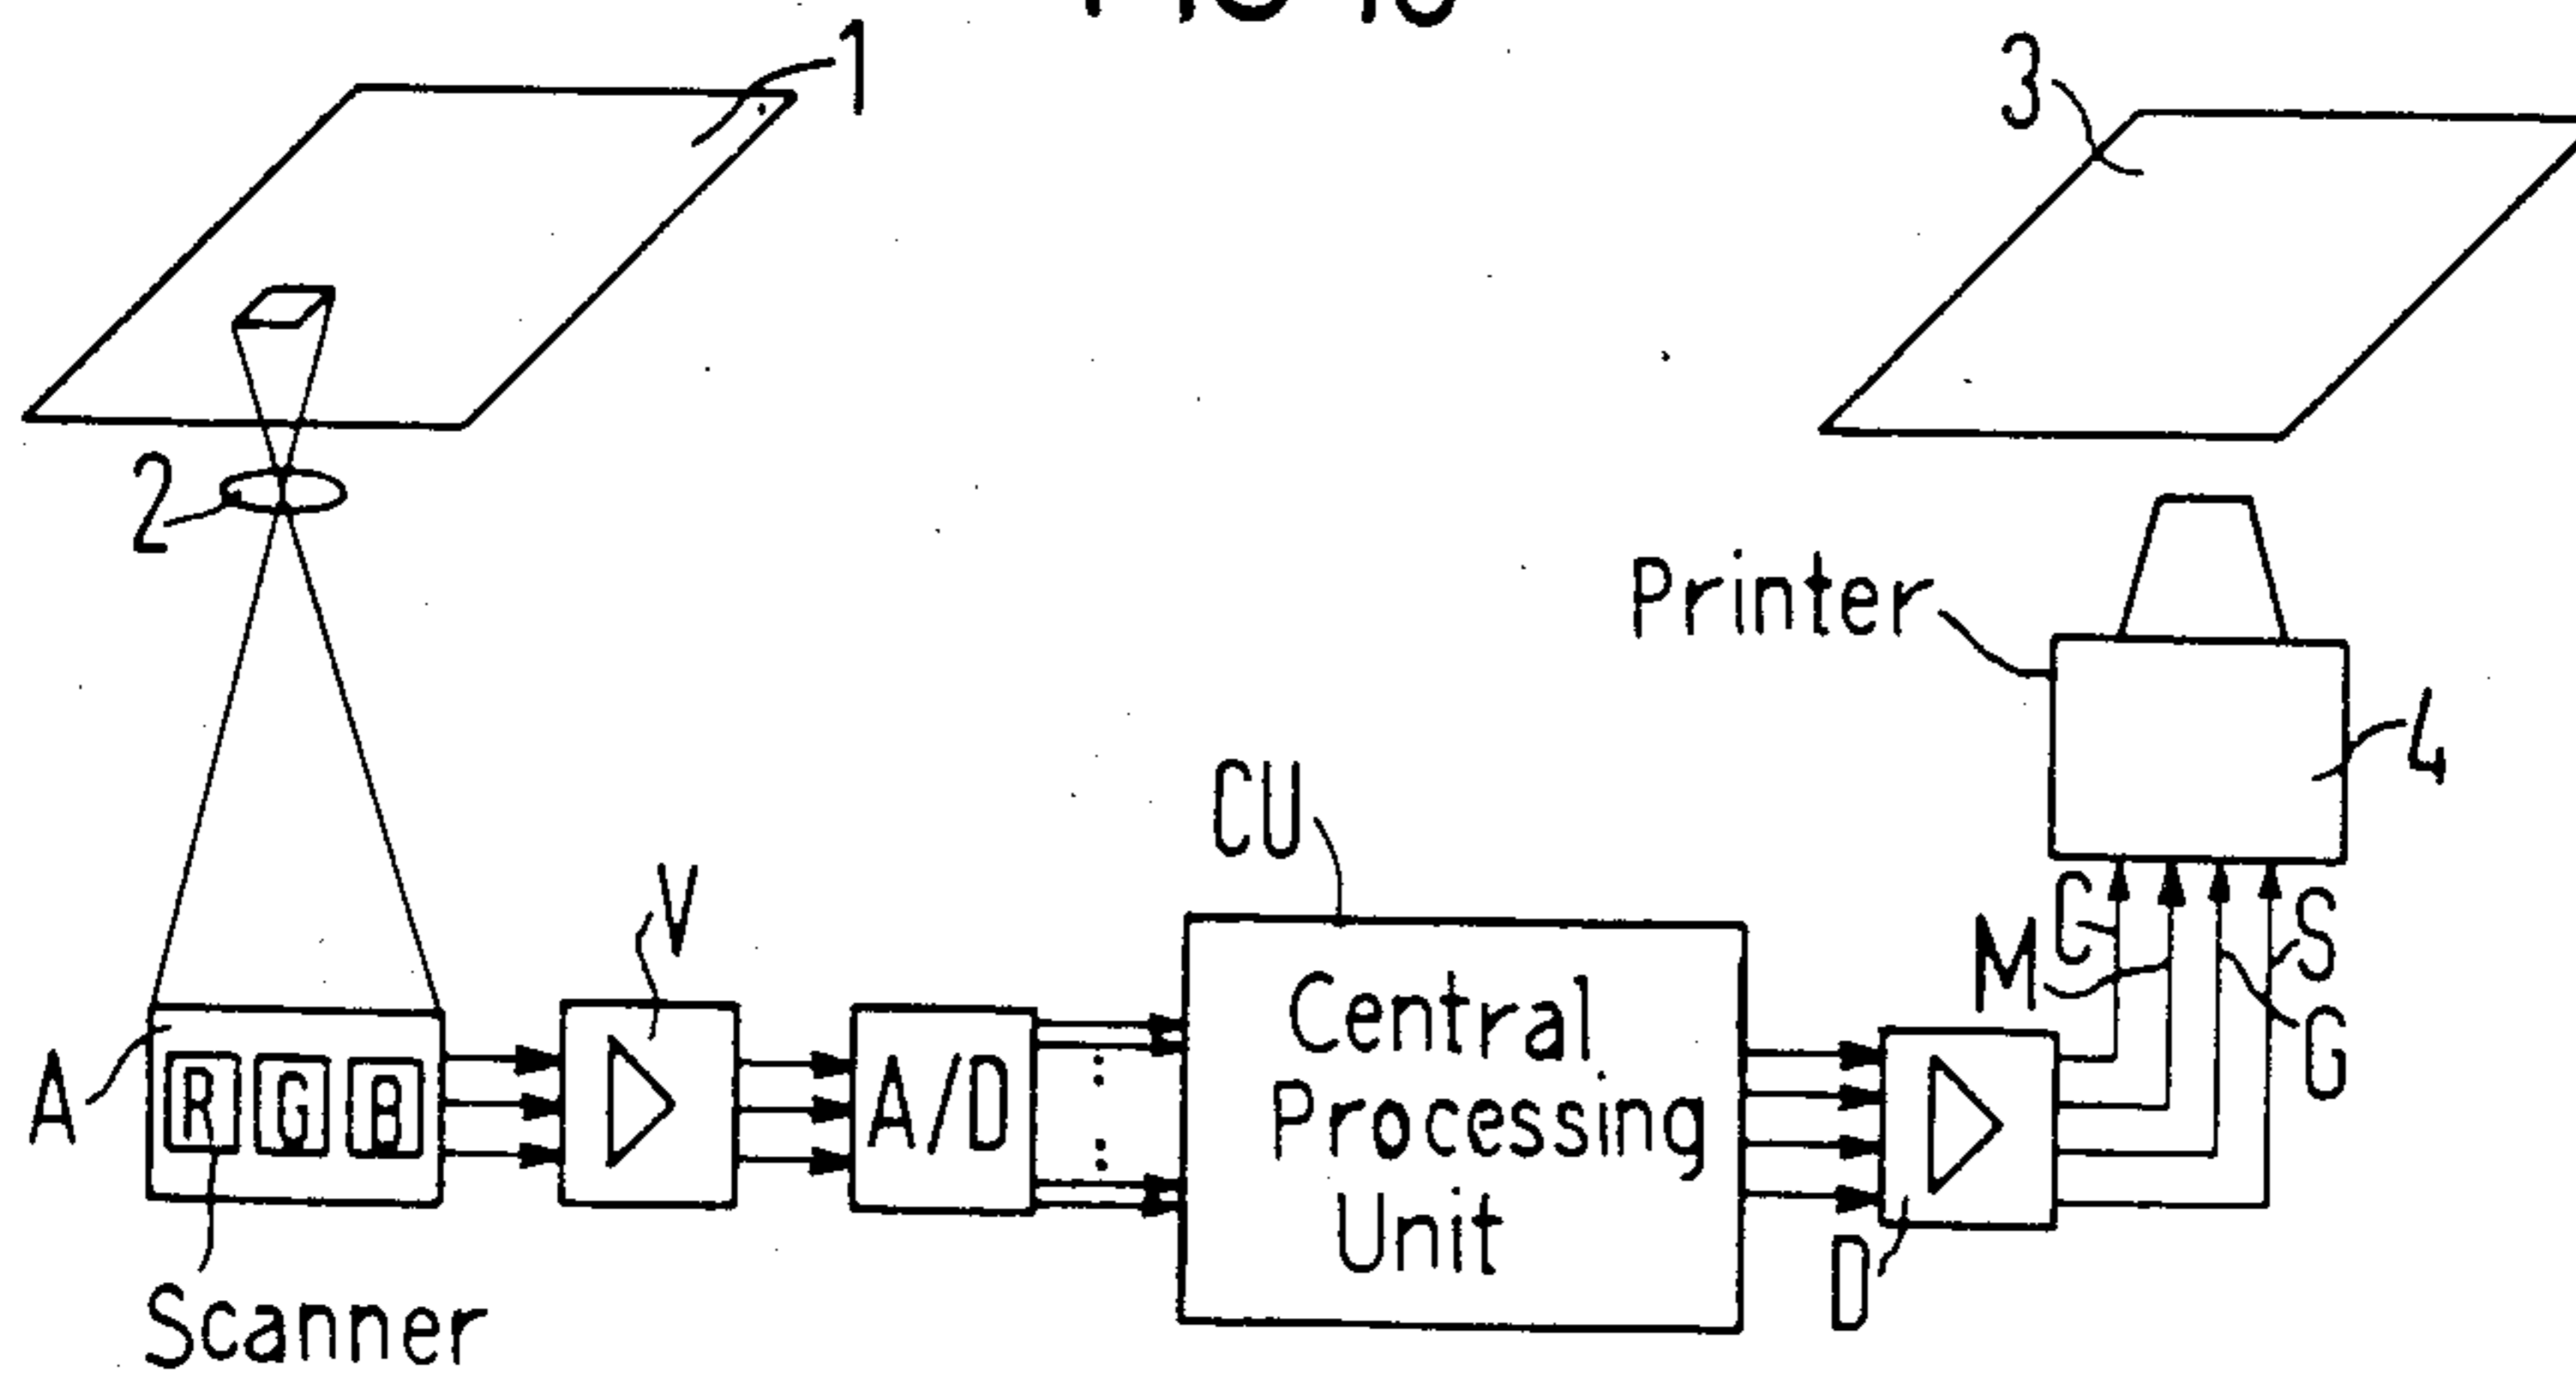 1
3
2
Printer
4
CU
V
C
M
S
G
A
R G B
A/D
Central
Processing
Unit
D
Scanner